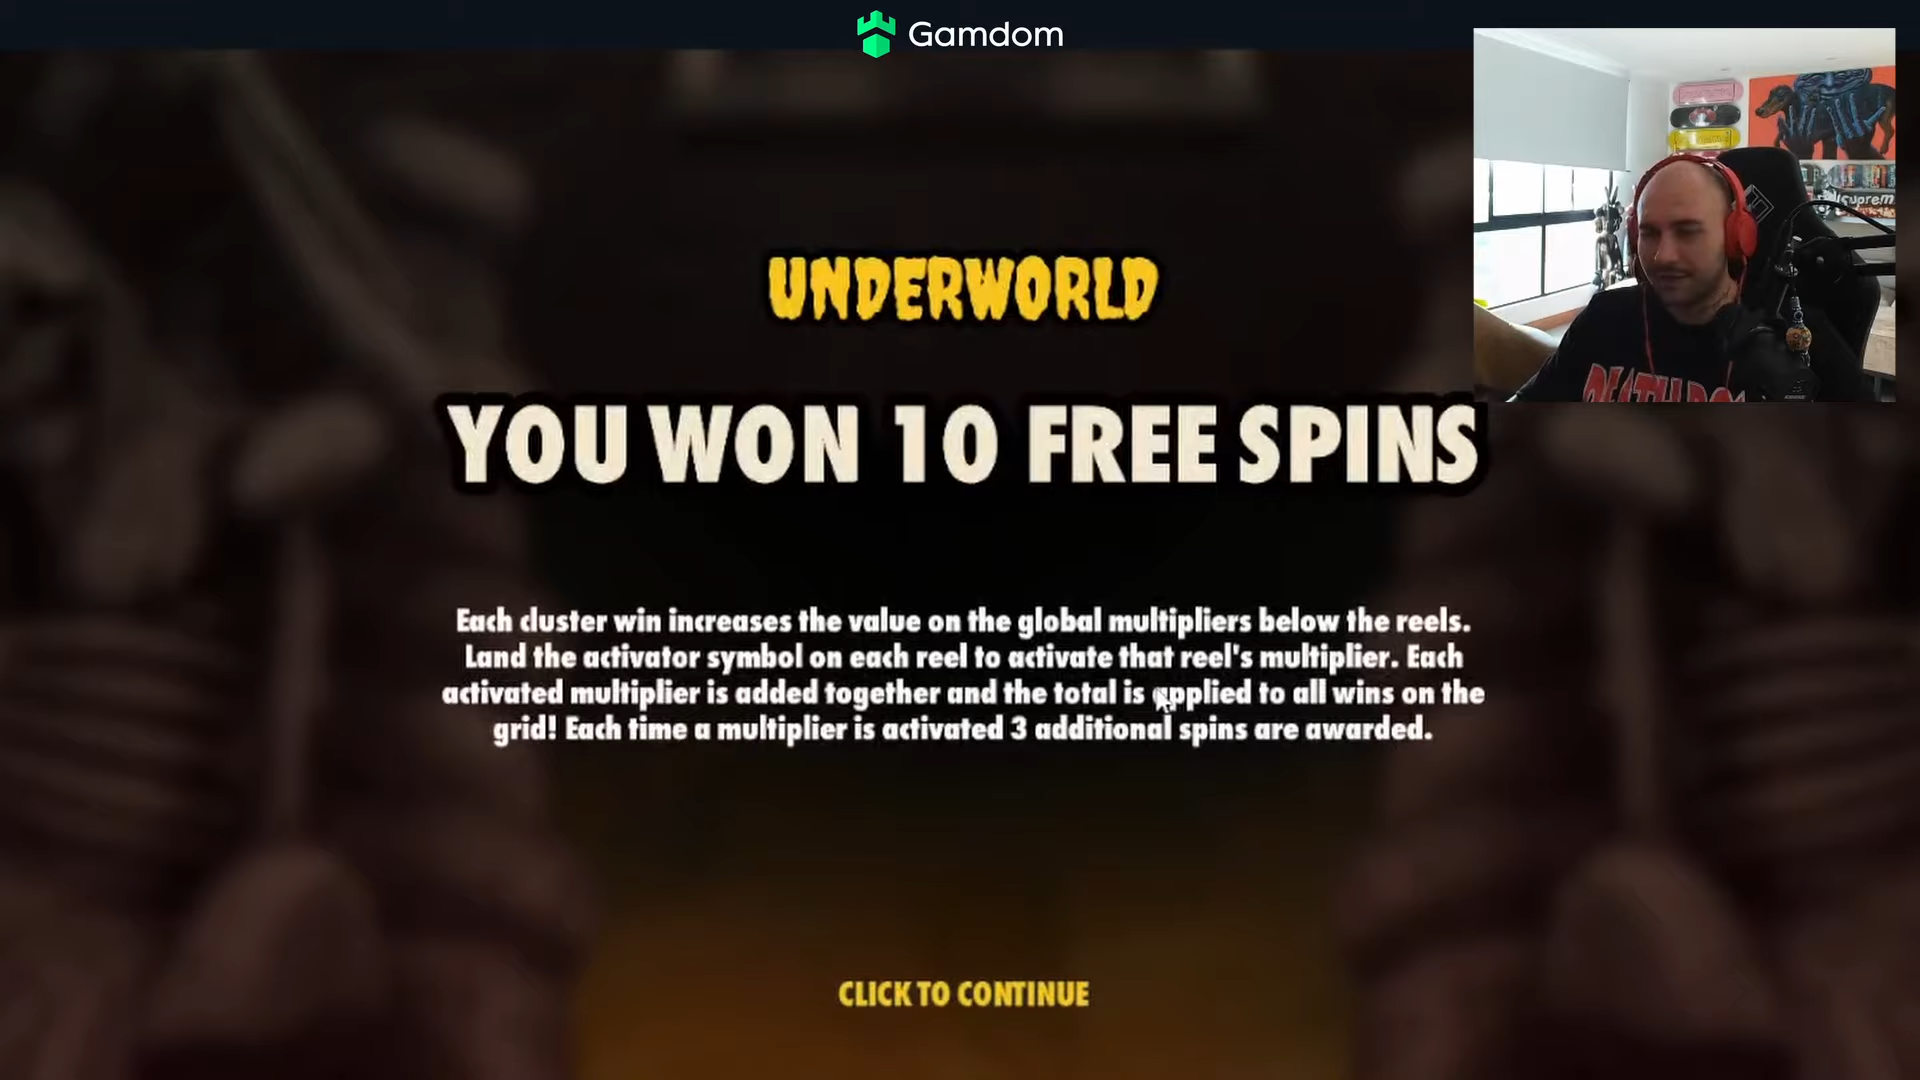 Gamdom
Suprem
DEATH ROW
UNDERWORLD
YOU WON 10 FREE SPINS
Each cluster win increases the value on the global multipliers below the reels.
Land the activator symbol on each reel to activate that reel's multiplier. Each
activated multiplier is added together and the total is applied to all wins on the
grid! Each time a multiplier is activated 3 additional spins are awarded.
CLICK TO CONTINUE